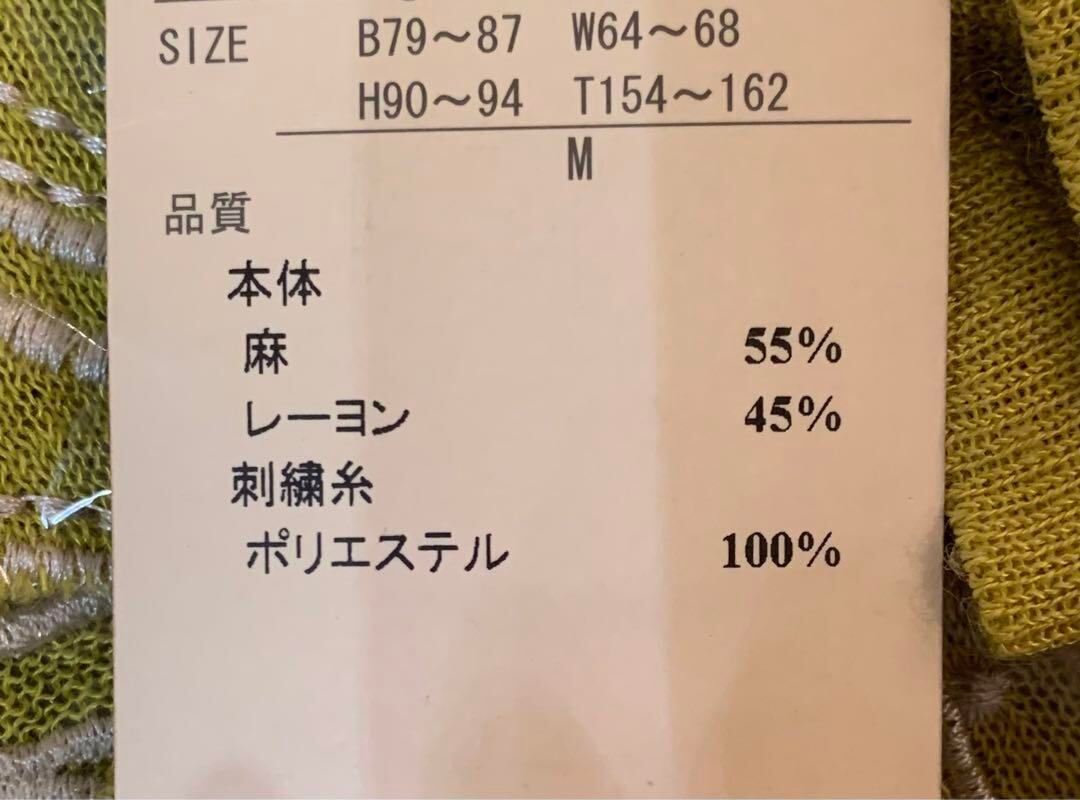 SIZE B79～87 W64～68
H90～94 T154～162
M
品質
本体
麻 55%
レーヨン 45%
刺繍糸
ポリエステル 100%